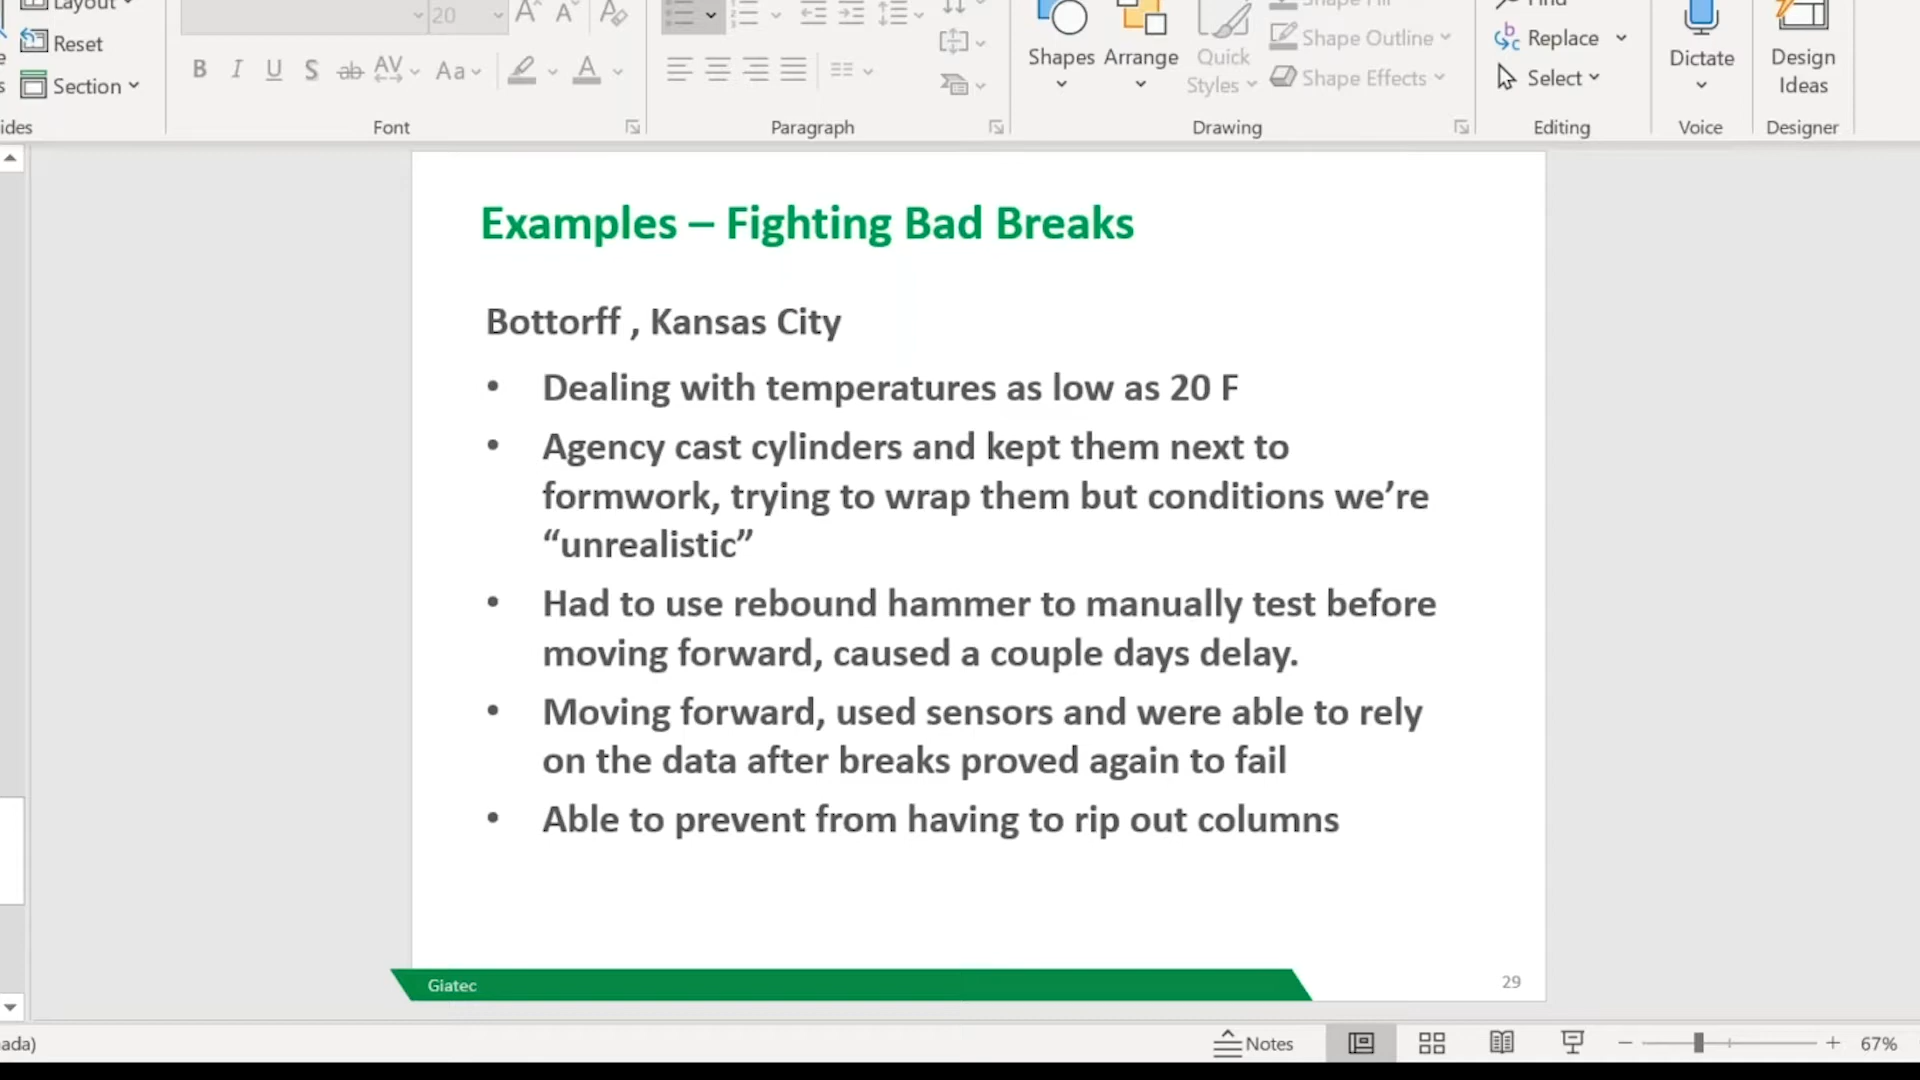 Layout
20
Find
Shape Fill
Reset
Shapes
Arrange
Quick
Styles
Shape Outline
Shape Effects
Replace
Select
Dictate
Design
Ideas
Section
B I U S ab AV Aa A
ides
Font
Paragraph
Drawing
Editing
Voice
Designer
Examples – Fighting Bad Breaks
Bottorff , Kansas City
• Dealing with temperatures as low as 20 F
• Agency cast cylinders and kept them next to
formwork, trying to wrap them but conditions we’re
“unrealistic”
• Had to use rebound hammer to manually test before
moving forward, caused a couple days delay.
• Moving forward, used sensors and were able to rely
on the data after breaks proved again to fail
• Able to prevent from having to rip out columns
Giatec
29
ada)
Notes
67%